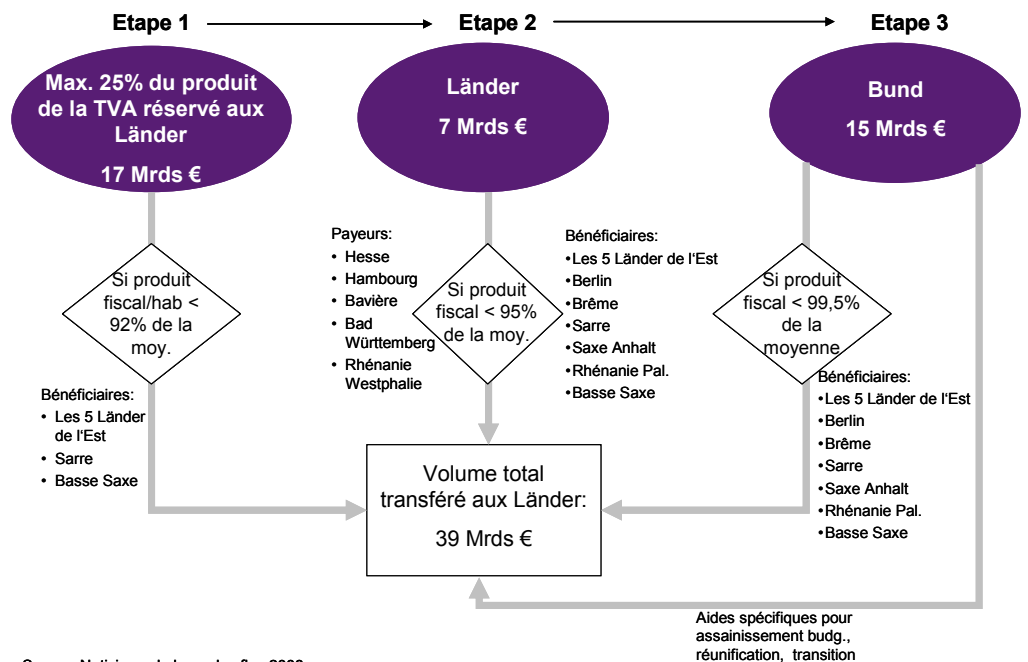 Etape 1
Etape 2
Etape 3
Max. 25% du produit
de la TVA réservé aux
Länder
17 Mrds €
Länder
7 Mrds €
Bund
15 Mrds €
Si produit
fiscal/hab <
92% de la
moy.
Bénéficiaires:
• Les 5 Länder
de l'Est
• Sarre
• Basse Saxe
Payeurs:
• Hesse
• Hambourg
• Bavière
• Bad
Württemberg
• Rhénanie
Westphalie
Si produit
fiscal < 95%
de la moy.
Bénéficiaires:
•Les 5 Länder de l'Est
•Berlin
•Brême
•Sarre
•Saxe Anhalt
•Rhénanie Pal.
•Basse Saxe
Si produit
fiscal < 99,5%
de la
moyenne
Bénéficiaires:
•Les 5 Länder de l'Est
•Berlin
•Brême
•Sarre
•Saxe Anhalt
•Rhénanie Pal.
•Basse Saxe
Volume total
transféré aux Länder:
39 Mrds €
Aides spécifiques pour
assainissement budg.,
réunification, transition